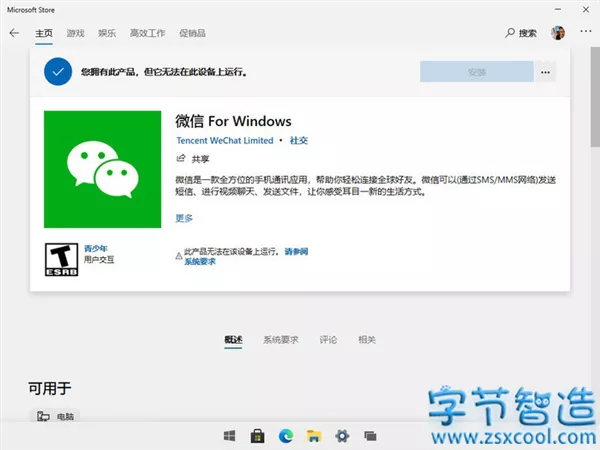 Microsoft Store
主页 游戏 娱乐 高效工作 促销品 搜索
您拥有此产品，但它无法在此设备上运行。 安装
微信 For Windows
Tencent WeChat Limited • 社交
共享
微信是一款全方位的手机通讯应用，帮助你轻松连接全球好友。微信可以(通过SMS/MMS网络)发送
短信、进行视频聊天、发送文件，让你感受耳目一新的生活方式。
更多
T
ESRB
青少年
用户交互
此产品无法在该设备上运行。 请参阅
系统要求
概述 系统要求 评论 相关
可用于
电脑
字节智造
www.zsxcool.com